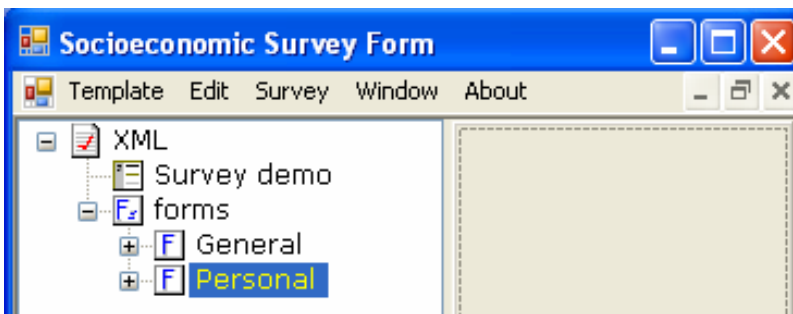 Socioeconomic Survey Form
Template Edit Survey Window About
XML
Survey demo
forms
General
Personal